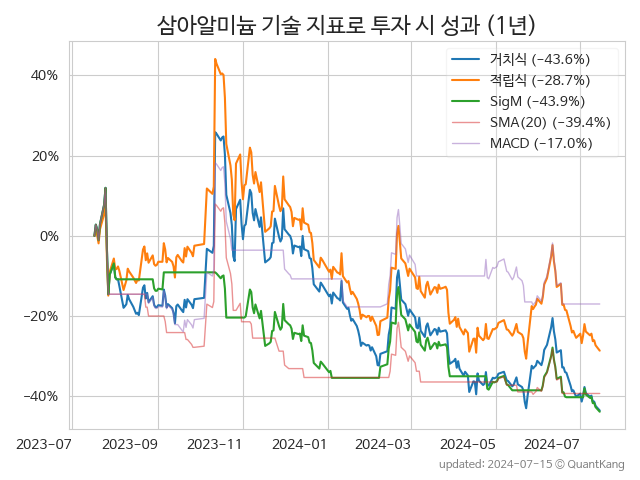 삼아알미늄 기술 지표로 투자 시 성과 (1년)
거치식 (−43.6%)
적립식 (−28.7%)
SigM (−43.9%)
SMA(20) (−39.4%)
MACD (−17.0%)
40%
20%
0%
−20%
−40%
2023-07 2023-09 2023-11 2024-01 2024-03 2024-05 2024-07
updated: 2024-07-15 © QuantKang